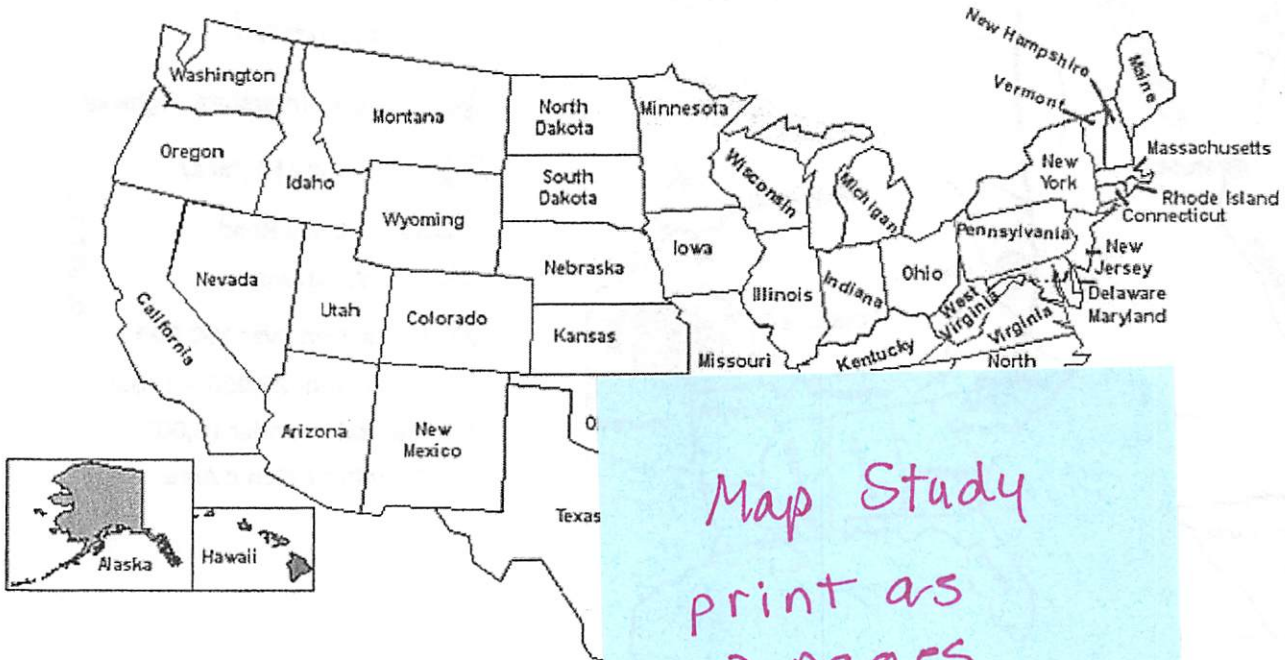 New Hampshire
Maine
Washington
Vermont
Montana
North
Dakota
Minnesota
Massachusetts
Oregon
New
York
Wisconsin
Michigan
Idaho
South
Dakota
Rhode Island
Connecticut
Wyoming
Pennsylvania
Iowa
New
Jersey
Nebraska
Ohio
Nevada
Illinois
Indiana
Delaware
Maryland
West
Virginia
Virginia
Utah
Colorado
California
Kansas
Missouri
Kentucky
North
Arizona
New
Mexico
Texas
Alaska
Hawaii
Map Study
print as
pages